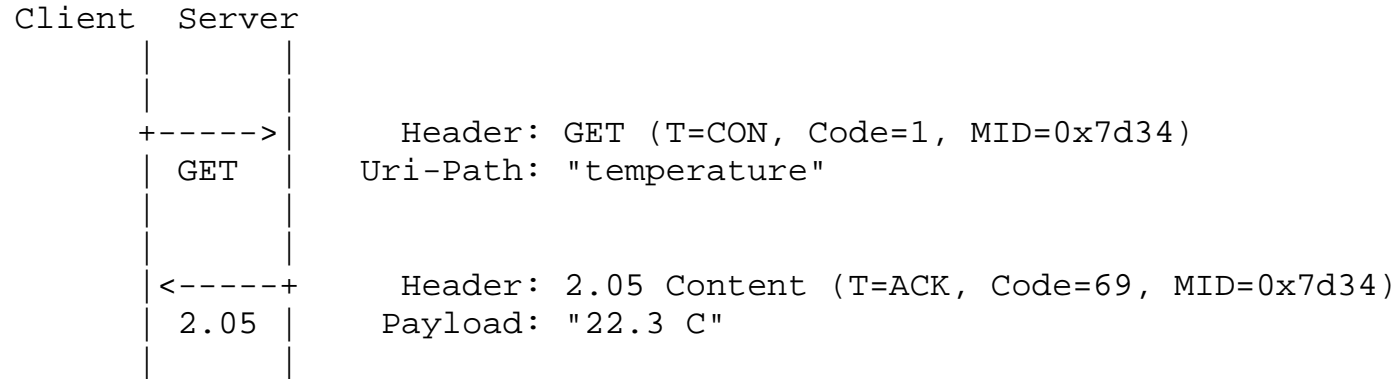 Client Server
+----->| Header: GET (T=CON, Code=1, MID=0x7d34)
| GET | Uri-Path: "temperature"
|<-----+ Header: 2.05 Content (T=ACK, Code=69, MID=0x7d34)
| 2.05 | Payload: "22.3 C"